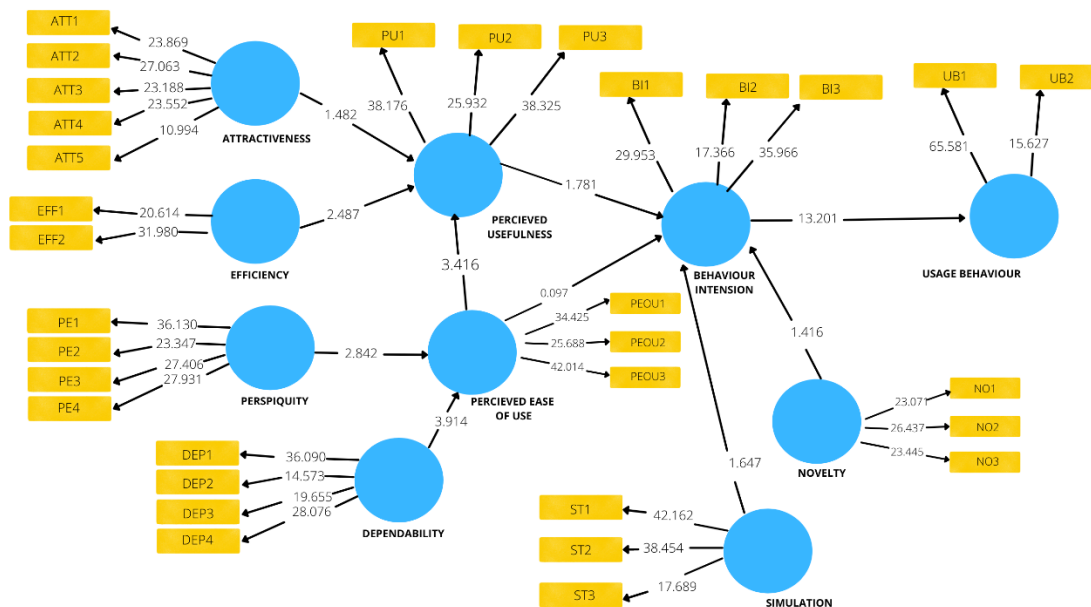 ATT1
ATT2
ATT3
ATT4
ATT5
23.869
27.063
23.188
23.552
10.994
ATTRACTIVENESS
1.482
PU1
PU2
PU3
38.176
25.932
38.325
PERCIEVED
USEFULNESS
BI1
BI2
BI3
29.953
17.366
35.966
1.781
UB1
UB2
65.581
15.627
EFF1
EFF2
20.614
31.980
EFFICIENCY
2.487
3.416
BEHAVIOUR
INTENSION
13.201
USAGE BEHAVIOUR
PE1
PE2
PE3
PE4
36.130
23.347
27.406
27.931
PERSPIQUITY
2.842
PERCIEVED EASE
OF USE
0.097
34.425
25.688
42.014
PEOU1
PEOU2
PEOU3
1.416
3.914
DEP1
DEP2
DEP3
DEP4
36.090
14.573
19.655
28.076
DEPENDABILITY
NOVELTY
23.071
26.437
23.445
NO1
NO2
NO3
1.647
ST1
ST2
ST3
42.162
38.454
17.689
SIMULATION